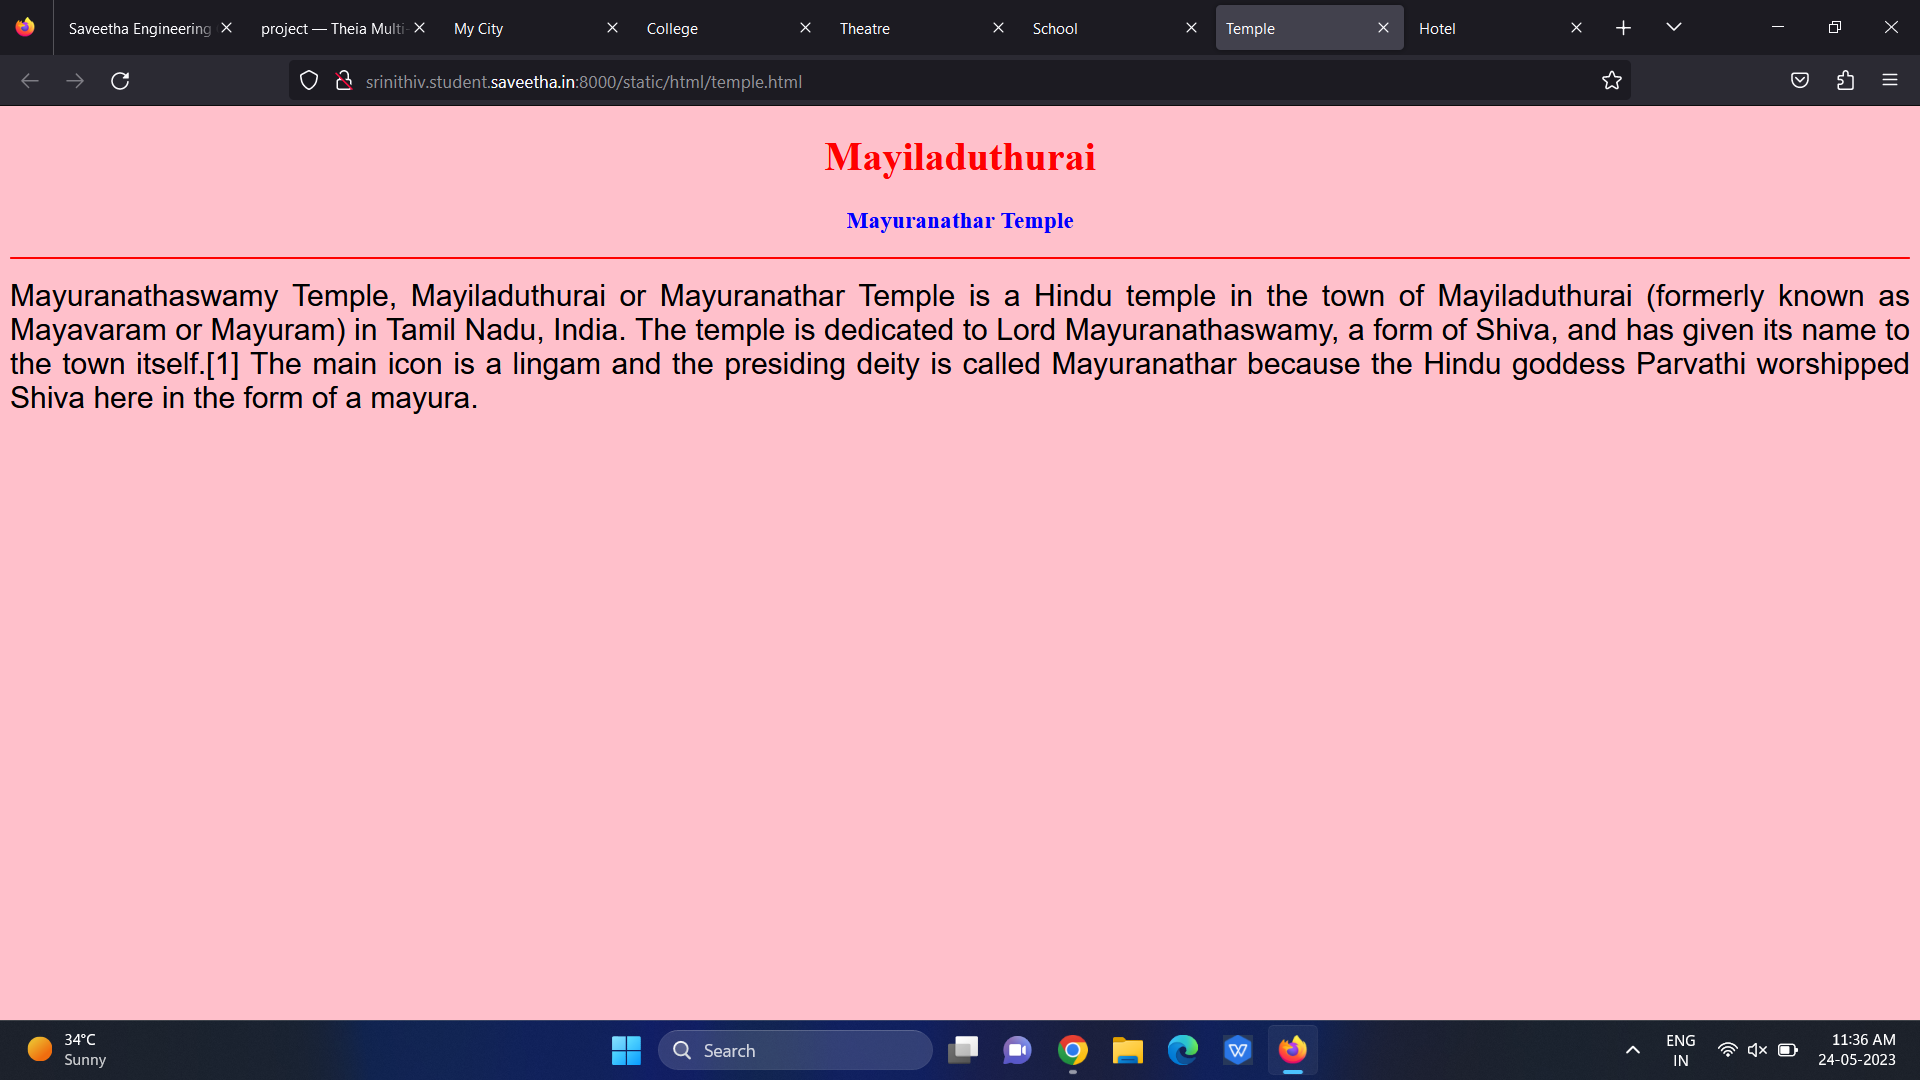 Saveetha Engineering
project — Theia Multi-
My City
College
Theatre
School
Temple
Hotel
srinithiv.student.saveetha.in:8000/static/html/temple.html
Mayiladuthurai
Mayuranathar Temple
Mayuranathaswamy Temple, Mayiladuthurai or Mayuranathar Temple is a Hindu temple in the town of Mayiladuthurai (formerly known as
Mayavaram or Mayuram) in Tamil Nadu, India. The temple is dedicated to Lord Mayuranathaswamy, a form of Shiva, and has given its name to
the town itself.[1] The main icon is a lingam and the presiding deity is called Mayuranathar because the Hindu goddess Parvathi worshipped
Shiva here in the form of a mayura.
34°C
Sunny
Search
ENG
IN
11:36 AM
24-05-2023